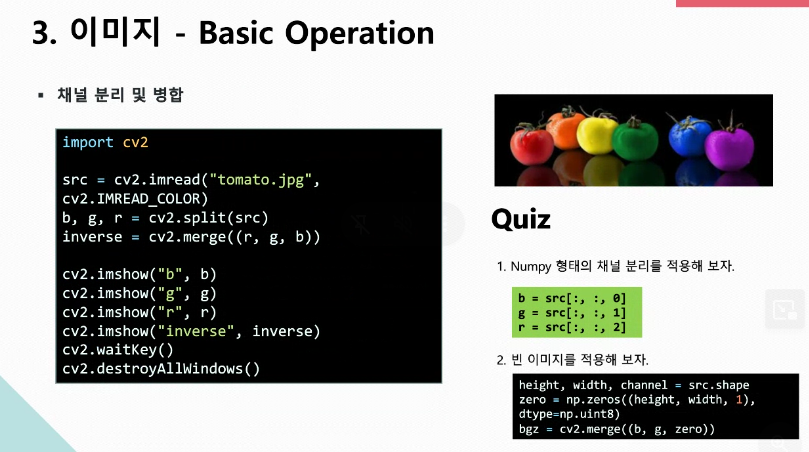 3. 이미지 - Basic Operation
▪ 채널 분리 및 병합
import cv2
src = cv2.imread("tomato.jpg",
cv2.IMREAD_COLOR)
b, g, r = cv2.split(src)
inverse = cv2.merge((r, g, b))
cv2.imshow("b", b)
cv2.imshow("g", g)
cv2.imshow("r", r)
cv2.imshow("inverse", inverse)
cv2.waitKey()
cv2.destroyAllWindows()
Quiz
1. Numpy 형태의 채널 분리를 적용해 보자.
b = src[:, :, 0]
g = src[:, :, 1]
r = src[:, :, 2]
2. 빈 이미지를 적용해 보자.
height, width, channel = src.shape
zero = np.zeros((height, width, 1),
dtype=np.uint8)
bgz = cv2.merge((b, g, zero))